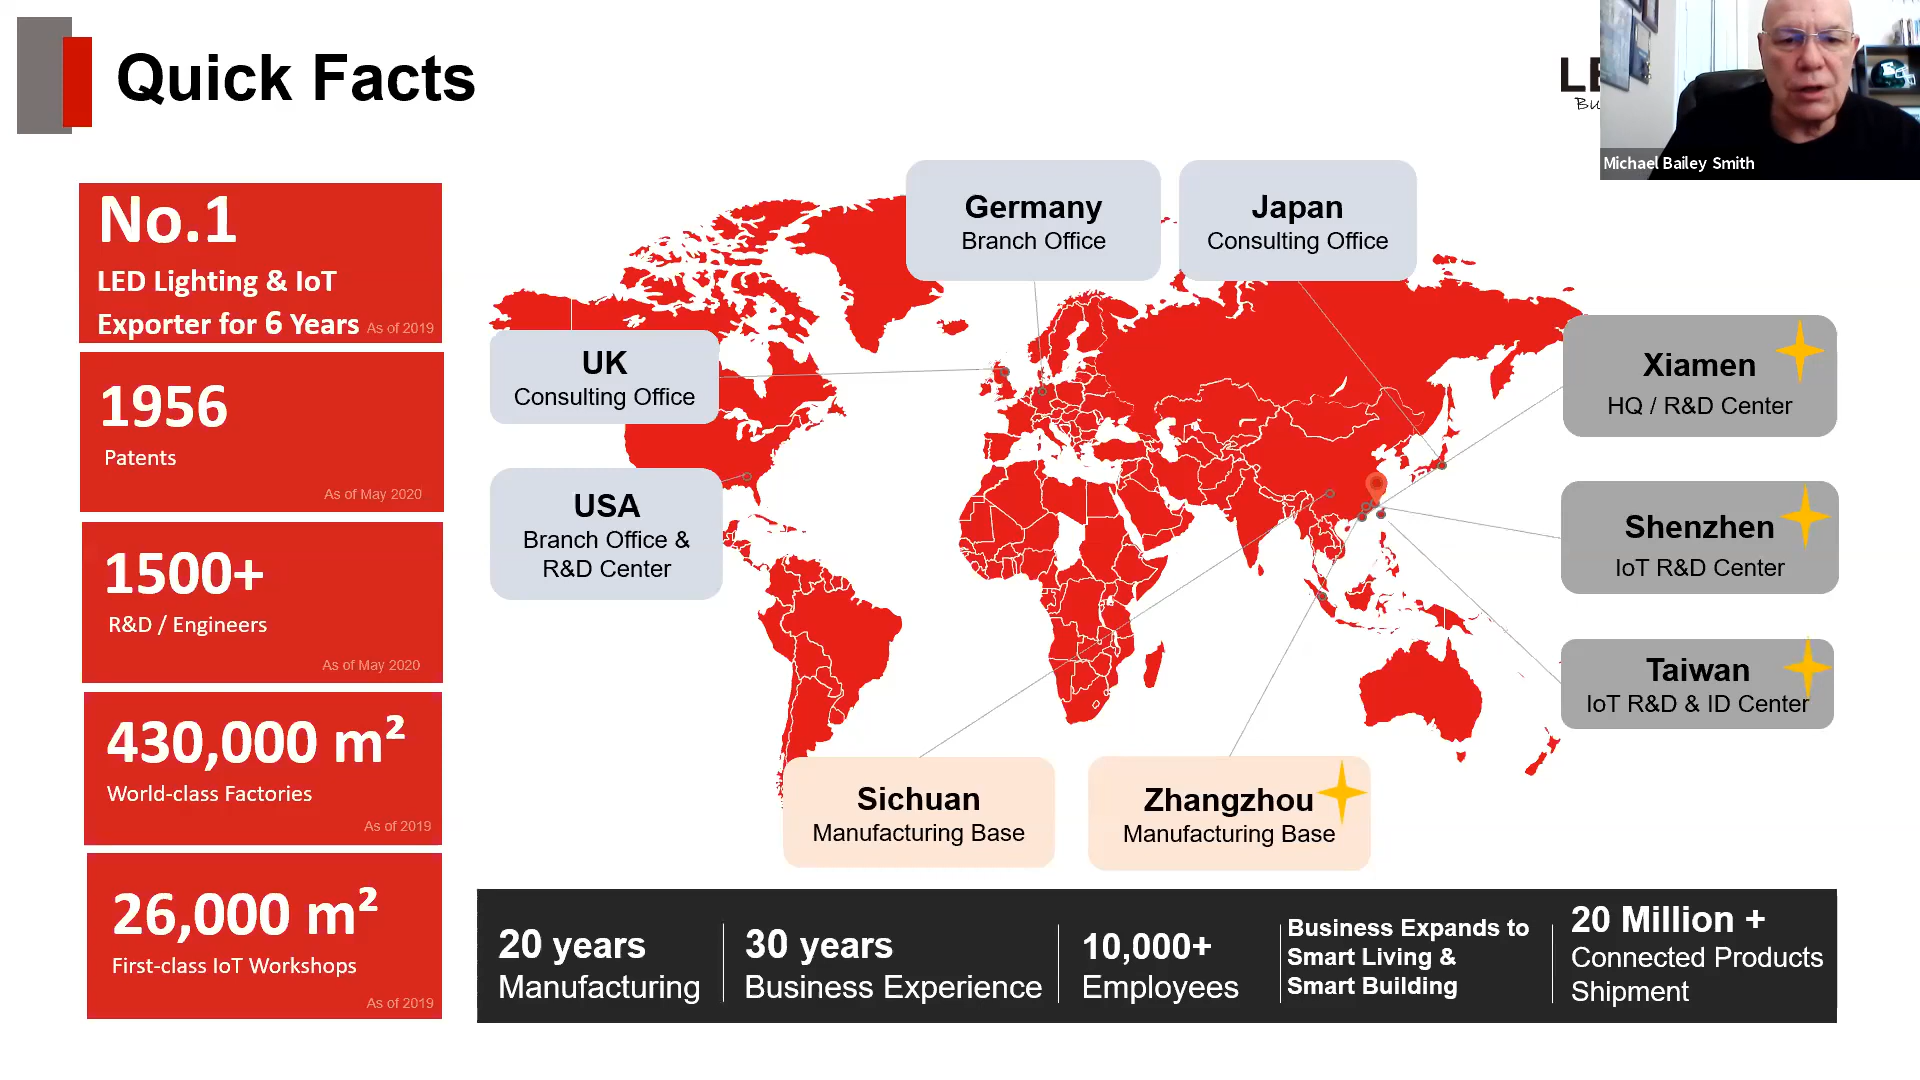 Quick Facts
LE
Bu
Michael Bailey Smith
No.1
LED Lighting & IoT
Exporter for 6 Years As of 2019
1956
Patents
As of May 2020
1500+
R&D / Engineers
As of May 2020
430,000 m²
World-class Factories
As of 2019
26,000 m²
First-class IoT Workshops
As of 2019
Germany
Branch Office
Japan
Consulting Office
UK
Consulting Office
USA
Branch Office &
R&D Center
Xiamen
HQ / R&D Center
Shenzhen
IoT R&D Center
Taiwan
IoT R&D & ID Center
Sichuan
Manufacturing Base
Zhangzhou
Manufacturing Base
20 years
Manufacturing
30 years
Business Experience
10,000+
Employees
Business Expands to
Smart Living &
Smart Building
20 Million +
Connected Products
Shipment